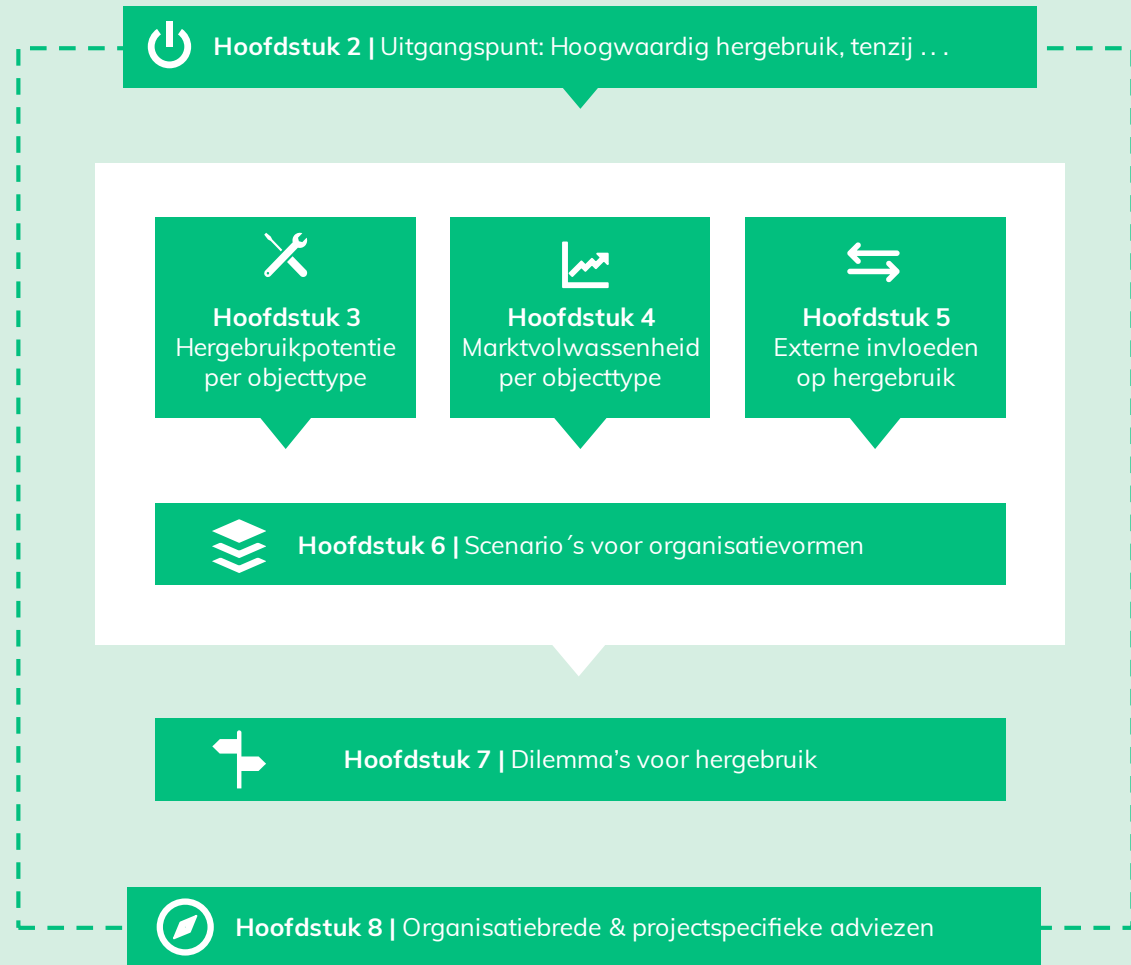 Hoofdstuk 2 | Uitgangspunt: Hoogwaardig hergebruik, tenzij ...
Hoofdstuk 3
Hergebruikpotentie
per objecttype
Hoofdstuk 4
Marktvolwassenheid
per objecttype
Hoofdstuk 5
Externe invloeden
op hergebruik
Hoofdstuk 6 | Scenario´s voor organisatievormen
Hoofdstuk 7 | Dilemma’s voor hergebruik
Hoofdstuk 8 | Organisatiebrede & projectspecifieke adviezen